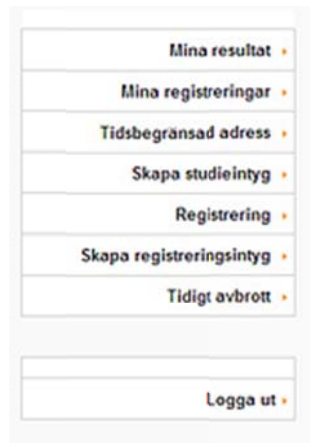 Mina resultat
Mina registreringar
Tidsbegränsad adress
Skapa studieintyg
Registrering
Skapa registreringsintyg
Tidigt avbrott
Logga ut